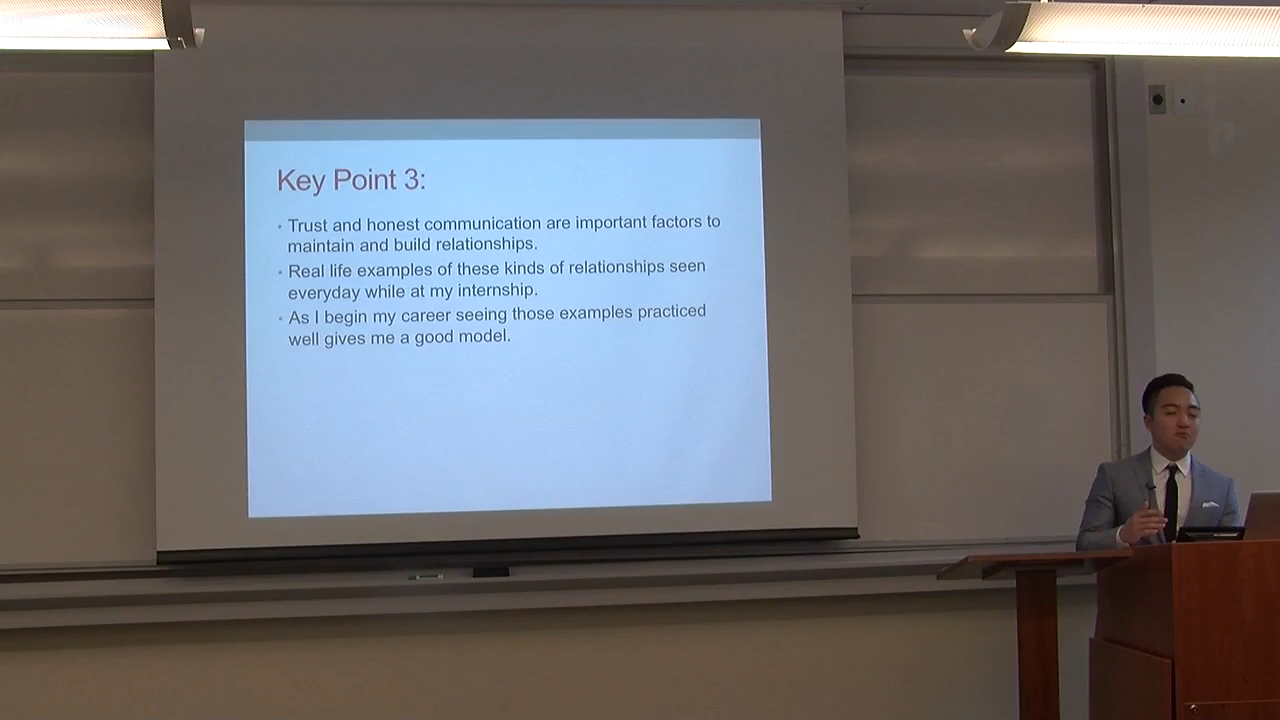 Key Point 3:
• Trust and honest communication are important factors to
maintain and build relationships.
• Real life examples of these kinds of relationships seen
everyday while at my internship.
• As I begin my career seeing those examples practiced
well gives me a good model.